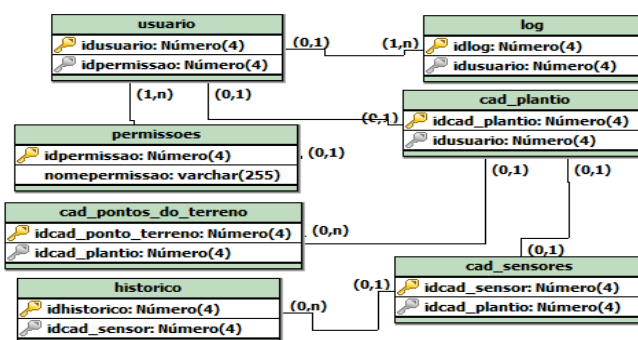 usuario
idusuario: Número(4)
idpermissao: Número(4)
(0,1)
(1,n)
log
idlog: Número(4)
idusuario: Número(4)
(1,n)
(0,1)
(0,1)
cad_plantio
idcad_plantio: Número(4)
idusuario: Número(4)
permissoes
idpermissao: Número(4)
nomepermissao: varchar(255)
(0,1)
(0,1)
(0,1)
cad_pontos_do_terreno
idcad_ponto_terreno: Número(4)
idcad_plantio: Número(4)
(0,n)
(0,1)
cad_sensores
idcad_sensor: Número(4)
idcad_plantio: Número(4)
historico
idhistorico: Número(4)
idcad_sensor: Número(4)
(0,n)
(0,1)